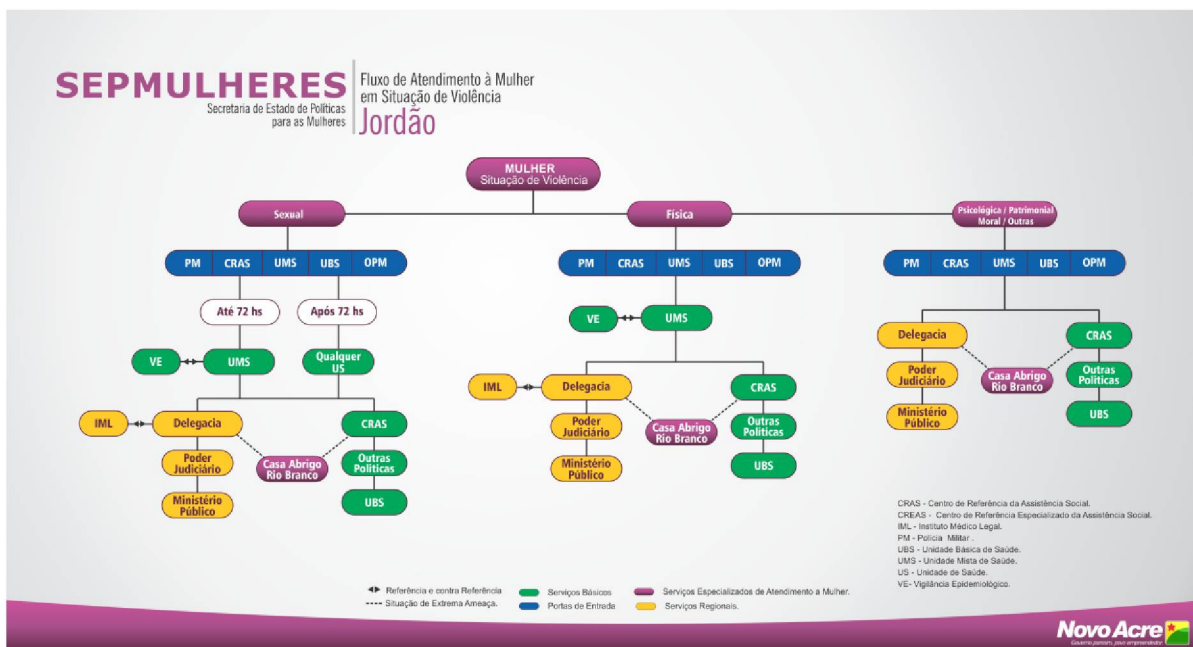 SEPMULHERES
Secretaria de Estado de Políticas
para as Mulheres
Fluxo de Atendimento à Mulher
em Situação de Violência
Jordão
MULHER
Situação de Violência
Sexual
Física
Psicológica / Patrimonial
Moral / Outras
PM CRAS UMS UBS OPM
PM CRAS UMS UBS OPM
PM CRAS UMS UBS OPM
Até 72 hs
Após 72 hs
VE
UMS
Qualquer
US
IML
Delegacia
CRAS
Poder
Judiciário
Casa Abrigo
Rio Branco
Outras
Políticas
Ministério
Público
UBS
VE
UMS
IML
Delegacia
CRAS
Poder
Judiciário
Casa Abrigo
Rio Branco
Outras
Políticas
Ministério
Público
UBS
Delegacia
CRAS
Poder
Judiciário
Casa Abrigo
Rio Branco
Outras
Políticas
Ministério
Público
UBS
CRAS - Centro de Referência da Assistência Social.
CREAS - Centro de Referência Especializado da Assistência Social.
IML - Instituto Médico Legal.
PM - Polícia Militar .
UBS - Unidade Básica de Saúde.
UMS - Unidade Mista de Saúde.
US - Unidade de Saúde.
VE- Vigilância Epidemiológico.
Referência e contra Referência
Situação de Extrema Ameaça.
Serviços Básicos
Portas de Entrada
Serviços Especializados de Atendimento a Mulher.
Serviços Regionais.
Novo Acre
Governo parceiro, povo empreendedor